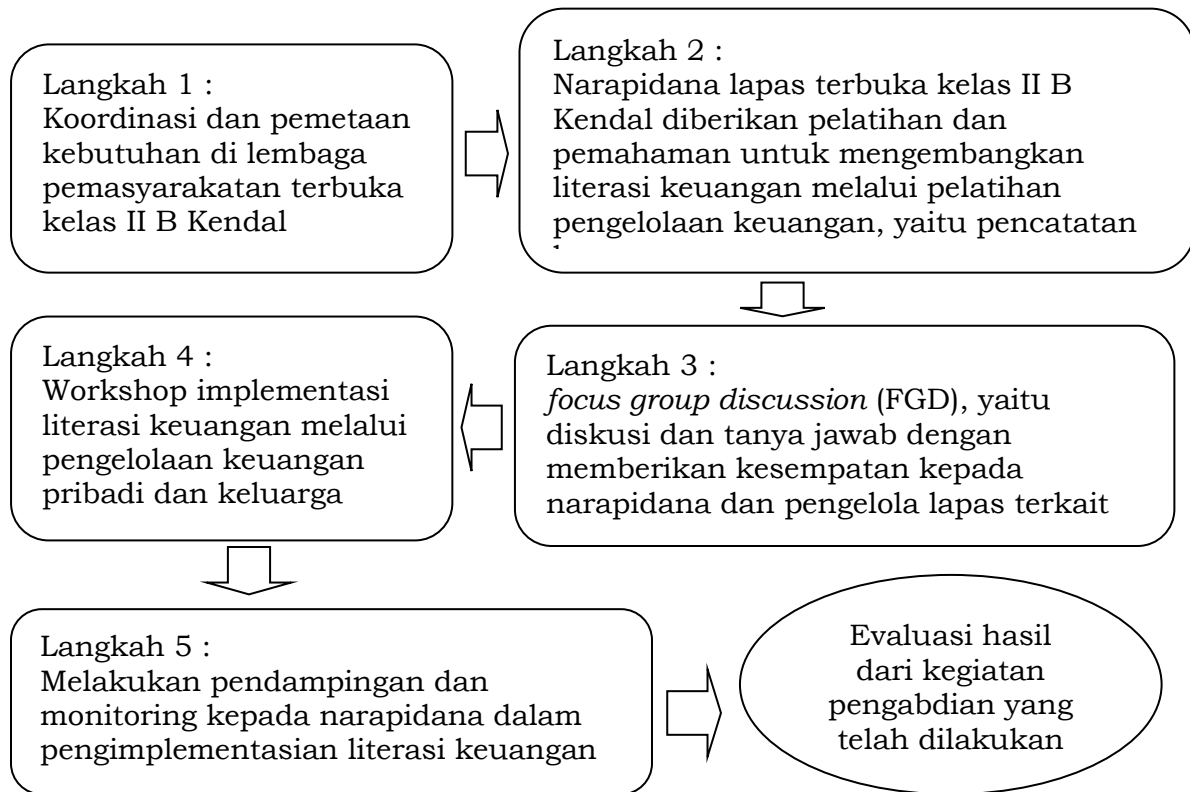 Langkah 1 :
Koordinasi dan pemetaan
kebutuhan di lembaga
pemasyarakatan terbuka
kelas II B Kendal
Langkah 2 :
Narapidana lapas terbuka kelas II B
Kendal diberikan pelatihan dan
pemahaman untuk mengembangkan
literasi keuangan melalui pelatihan
pengelolaan keuangan, yaitu pencatatan
Langkah 3 :
focus group discussion (FGD), yaitu
diskusi dan tanya jawab dengan
memberikan kesempatan kepada
narapidana dan pengelola lapas terkait
Langkah 4 :
Workshop implementasi
literasi keuangan melalui
pengelolaan keuangan
pribadi dan keluarga
Langkah 5 :
Melakukan pendampingan dan
monitoring kepada narapidana dalam
pengimplementasian literasi keuangan
Evaluasi hasil
dari kegiatan
pengabdian yang
telah dilakukan